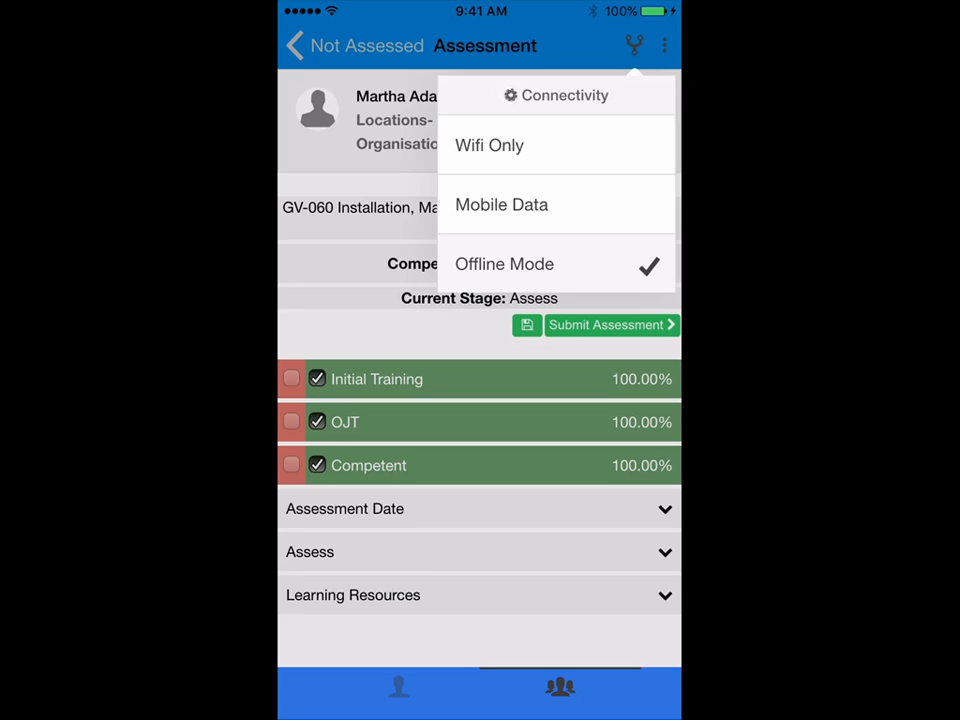 9:41 AM
100%
Not Assessed Assessment
Connectivity
Martha Ada
Locations-
Organisatio
Wifi Only
Mobile Data
GV-060 Installation, Ma
Offline Mode
Compe
Current Stage: Assess
Submit Assessment
Initial Training 100.00%
OJT 100.00%
Competent 100.00%
Assessment Date
Assess
Learning Resources